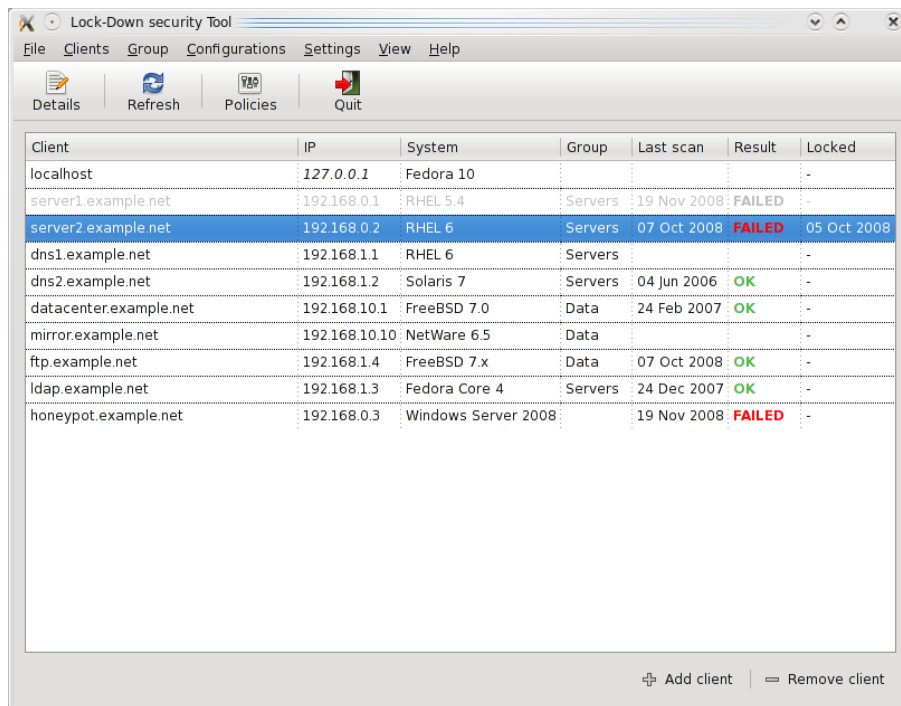 Lock-Down security Tool
File Clients Group Configurations Settings View Help
Details Refresh Policies Quit
Client IP System Group Last scan Result Locked
localhost 127.0.0.1 Fedora 10 -
server1.example.net 192.168.0.1 RHEL 5.4 Servers 19 Nov 2008 FAILED -
server2.example.net 192.168.0.2 RHEL 6 Servers 07 Oct 2008 FAILED 05 Oct 2008
dns1.example.net 192.168.1.1 RHEL 6 Servers -
dns2.example.net 192.168.1.2 Solaris 7 Servers 04 Jun 2006 OK -
datacenter.example.net 192.168.10.1 FreeBSD 7.0 Data 24 Feb 2007 OK -
mirror.example.net 192.168.10.10 NetWare 6.5 Data -
ftp.example.net 192.168.1.4 FreeBSD 7.x Data 07 Oct 2008 OK -
ldap.example.net 192.168.1.3 Fedora Core 4 Servers 24 Dec 2007 OK -
honeypot.example.net 192.168.0.3 Windows Server 2008 19 Nov 2008 FAILED -
Add client Remove client